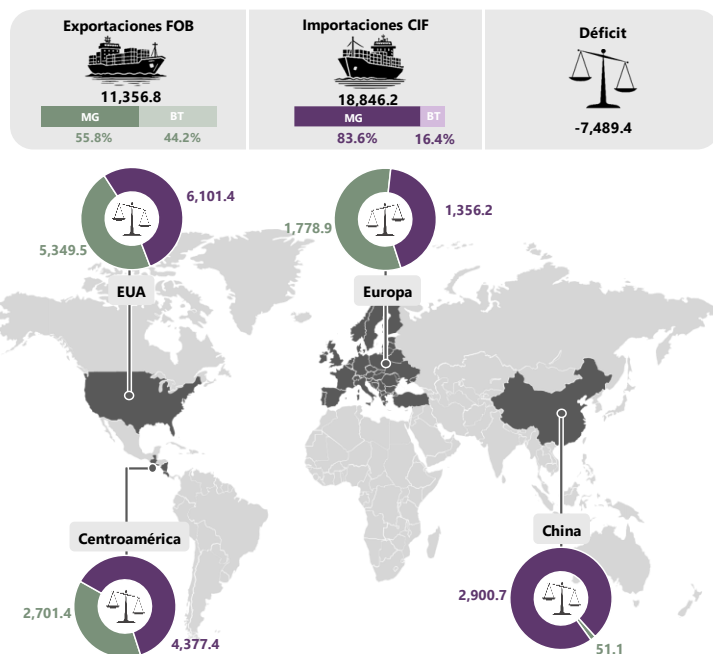 Exportaciones FOB
11,356.8
MG BT
55.8% 44.2%
Importaciones CIF
18,846.2
MG BT
83.6% 16.4%
Déficit
-7,489.4
6,101.4
5,349.5
EUA
1,356.2
1,778.9
Europa
Centroamérica
2,701.4
4,377.4
China
2,900.7
51.1